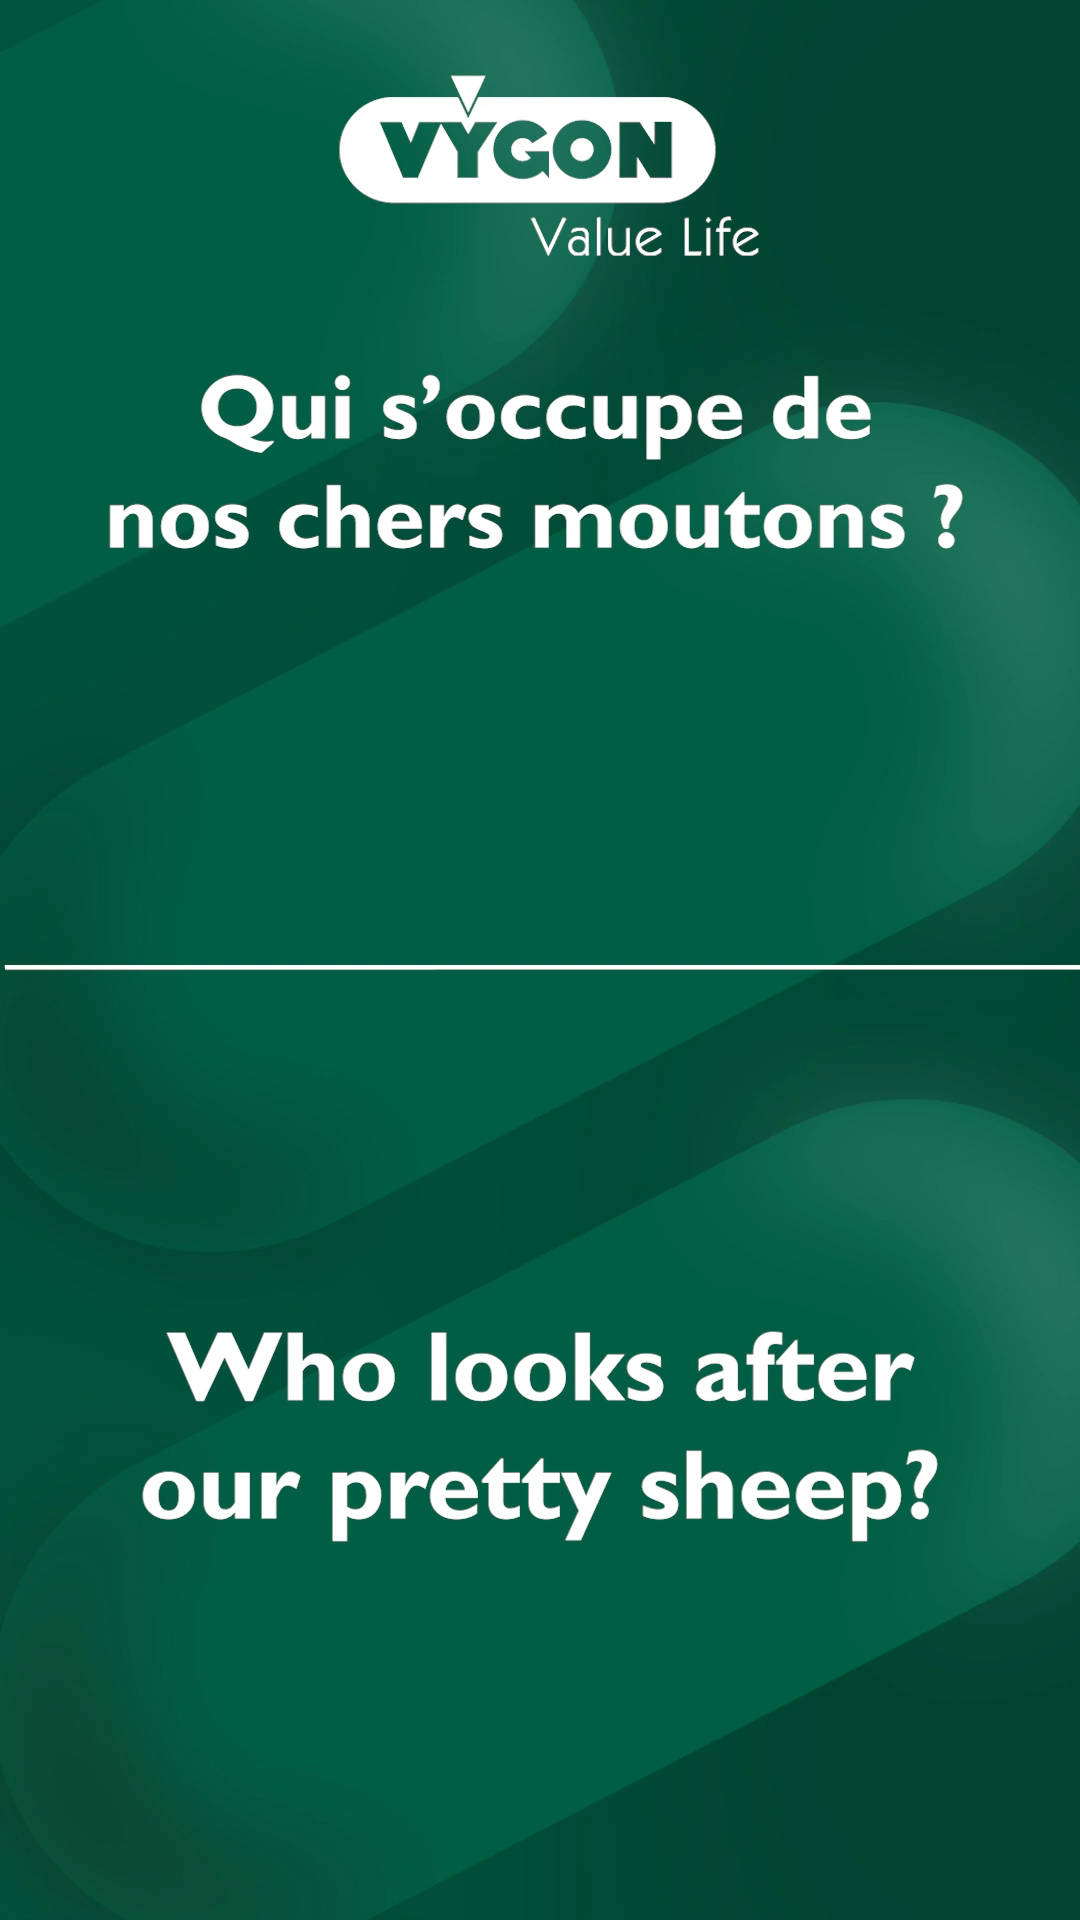 VYGON
Value Life
Qui s’occupe de
nos chers moutons ?
Who looks after
our pretty sheep?